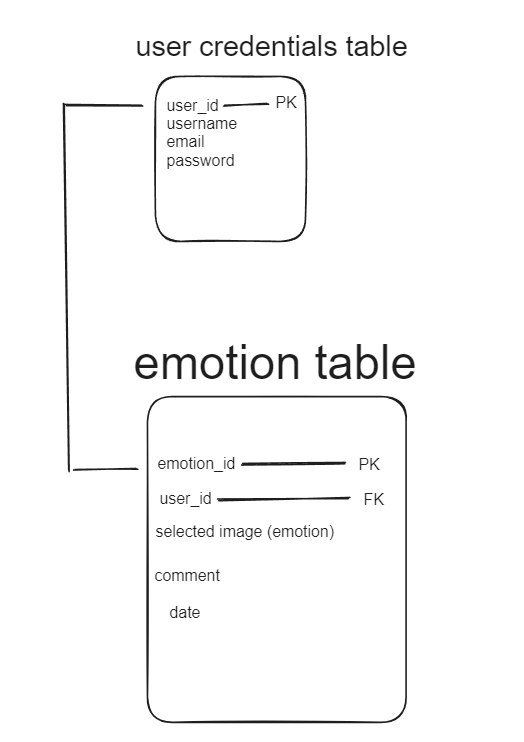 user credentials table
user_id PK
username
email
password
emotion table
emotion_id PK
user_id FK
selected image (emotion)
comment
date